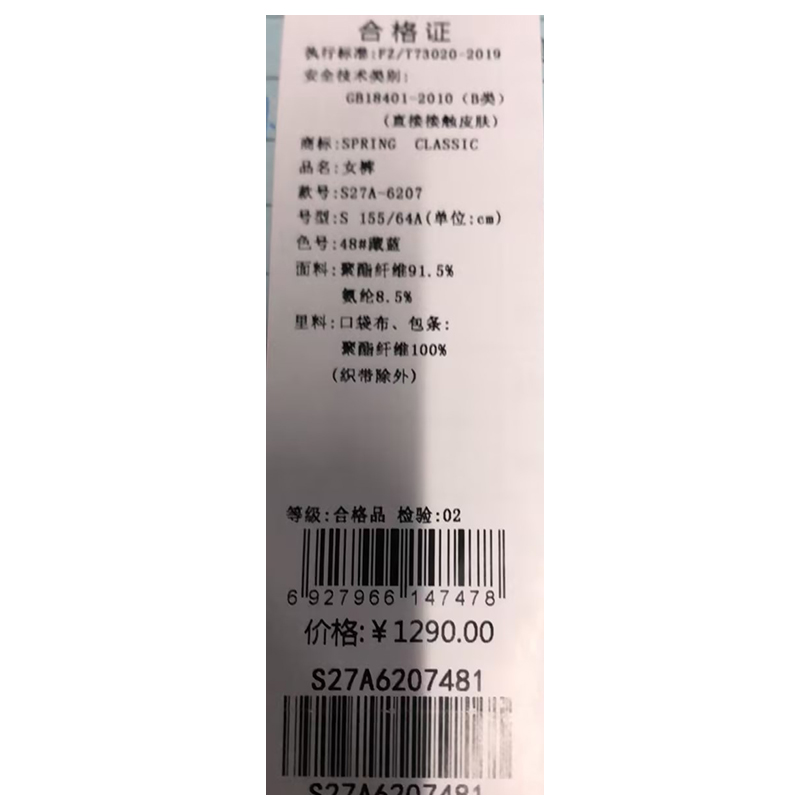 合格证
执行标准:FZ/T73020-2019
安全技术类别:
GB18401-2010（B类）
（直接接触皮肤）
商标:SPRING CLASSIC
品名:女裤
款号:S27A-6207
号型:S 155/64A(单位:cm)
色号:48#藏蓝
面料:聚酯纤维91.5%
氨纶8.5%
里料:口袋布、包条:
聚酯纤维100%
(织带除外)
等级:合格品 检验:02
6 927966 147478
价格:￥1290.00
S27A6207481
S27A6207481